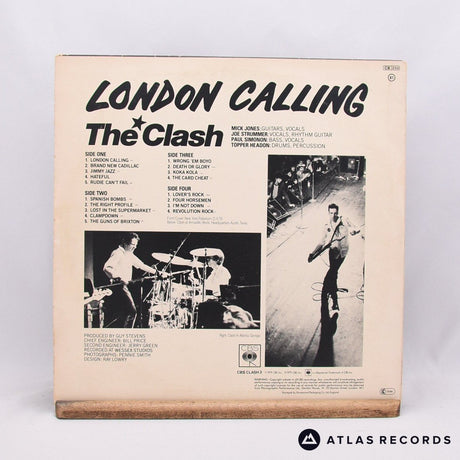 LONDON CALLING
The Clash
MICK JONES: GUITARS, VOCALS
JOE STRUMMER: VOCALS, RHYTHM GUITAR
PAUL SIMONON: BASS, VOCALS
TOPPER HEADON: DRUMS, PERCUSSION
SIDE ONE
1. LONDON CALLING
2. BRAND NEW CADILLAC
3. JIMMY JAZZ
4. HATEFUL
5. RUDIE CAN'T FAIL
SIDE TWO
1. SPANISH BOMBS
2. THE RIGHT PROFILE
3. LOST IN THE SUPERMARKET
4. CLAMPDOWN
5. THE GUNS OF BRIXTON
SIDE THREE
1. WRONG 'EM BOYO
2. DEATH OR GLORY
3. KOKA KOLA
4. THE CARD CHEAT
SIDE FOUR
1. LOVER'S ROCK
2. FOUR HORSEMEN
3. I'M NOT DOWN
4. REVOLUTION ROCK
PRODUCED BY GUY STEVENS
CHIEF ENGINEER: BILL PRICE
SECOND ENGINEER: JERRY GREEN
RECORDED AT WESSEX STUDIOS
PHOTOGRAPHS: PENNIE SMITH
DESIGN: RAY LOWRY
CBS
CBS CLASH 3
ATLAS RECORDS